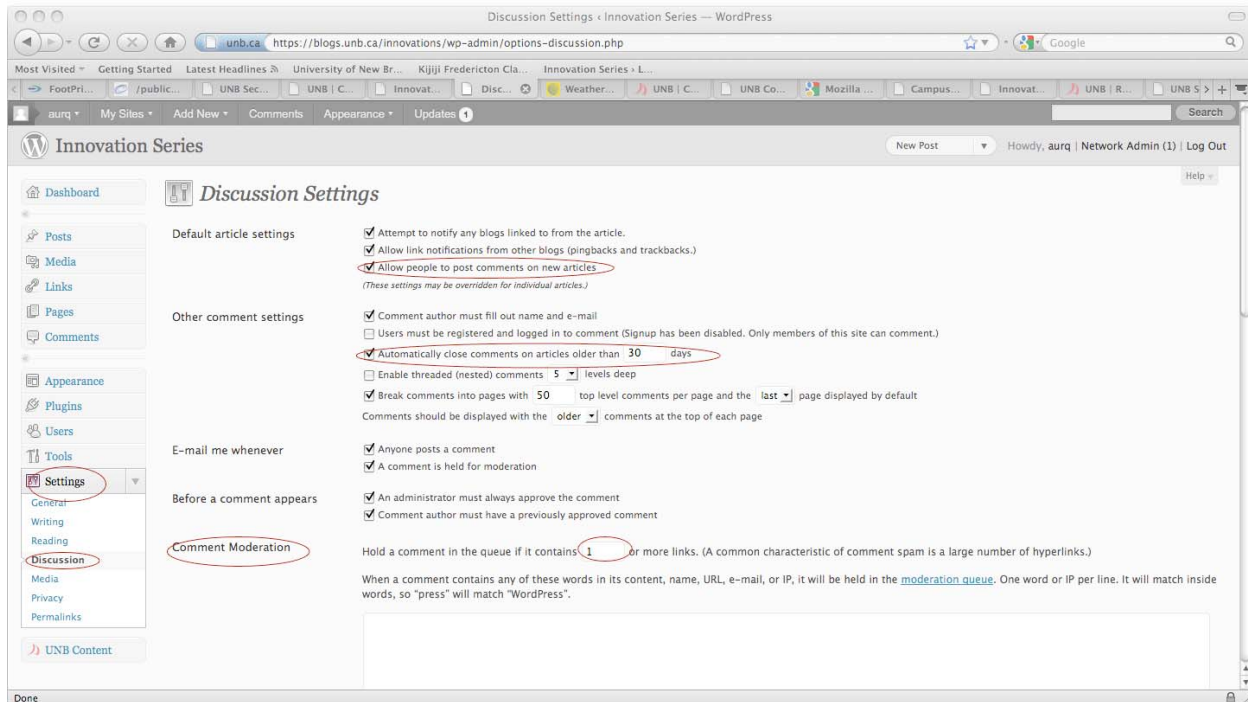 Discussion Settings ‹ Innovation Series — WordPress
unb.ca https://blogs.unb.ca/innovations/wp-admin/options-discussion.php Google
Most Visited Getting Started Latest Headlines University of New Br... Kijiji Fredericton Cla... Innovation Series › L...
FootPri... /public... UNB Sec... UNB | C... Innovat... Disc... Weather... UNB | C... UNB Co... Mozilla ... Campus... Innovat... UNB | R... UNB S
aurq My Sites Add New Comments Appearance Updates 1 Search
Innovation Series New Post Howdy, aurq | Network Admin (1) | Log Out
Help
Dashboard
Posts
Media
Links
Pages
Comments
Appearance
Plugins
Users
Tools
Settings
General
Writing
Reading
Discussion
Media
Privacy
Permalinks
UNB Content
Discussion Settings
Default article settings
Attempt to notify any blogs linked to from the article.
Allow link notifications from other blogs (pingbacks and trackbacks.)
Allow people to post comments on new articles
(These settings may be overridden for individual articles.)
Other comment settings
Comment author must fill out name and e-mail
Users must be registered and logged in to comment (Signup has been disabled. Only members of this site can comment.)
Automatically close comments on articles older than 30 days
Enable threaded (nested) comments 5 levels deep
Break comments into pages with 50 top level comments per page and the last page displayed by default
Comments should be displayed with the older comments at the top of each page
E-mail me whenever
Anyone posts a comment
A comment is held for moderation
Before a comment appears
An administrator must always approve the comment
Comment author must have a previously approved comment
Comment Moderation
Hold a comment in the queue if it contains 1 or more links. (A common characteristic of comment spam is a large number of hyperlinks.)
When a comment contains any of these words in its content, name, URL, e-mail, or IP, it will be held in the moderation queue. One word or IP per line. It will match inside
words, so “press” will match “WordPress”.
Done